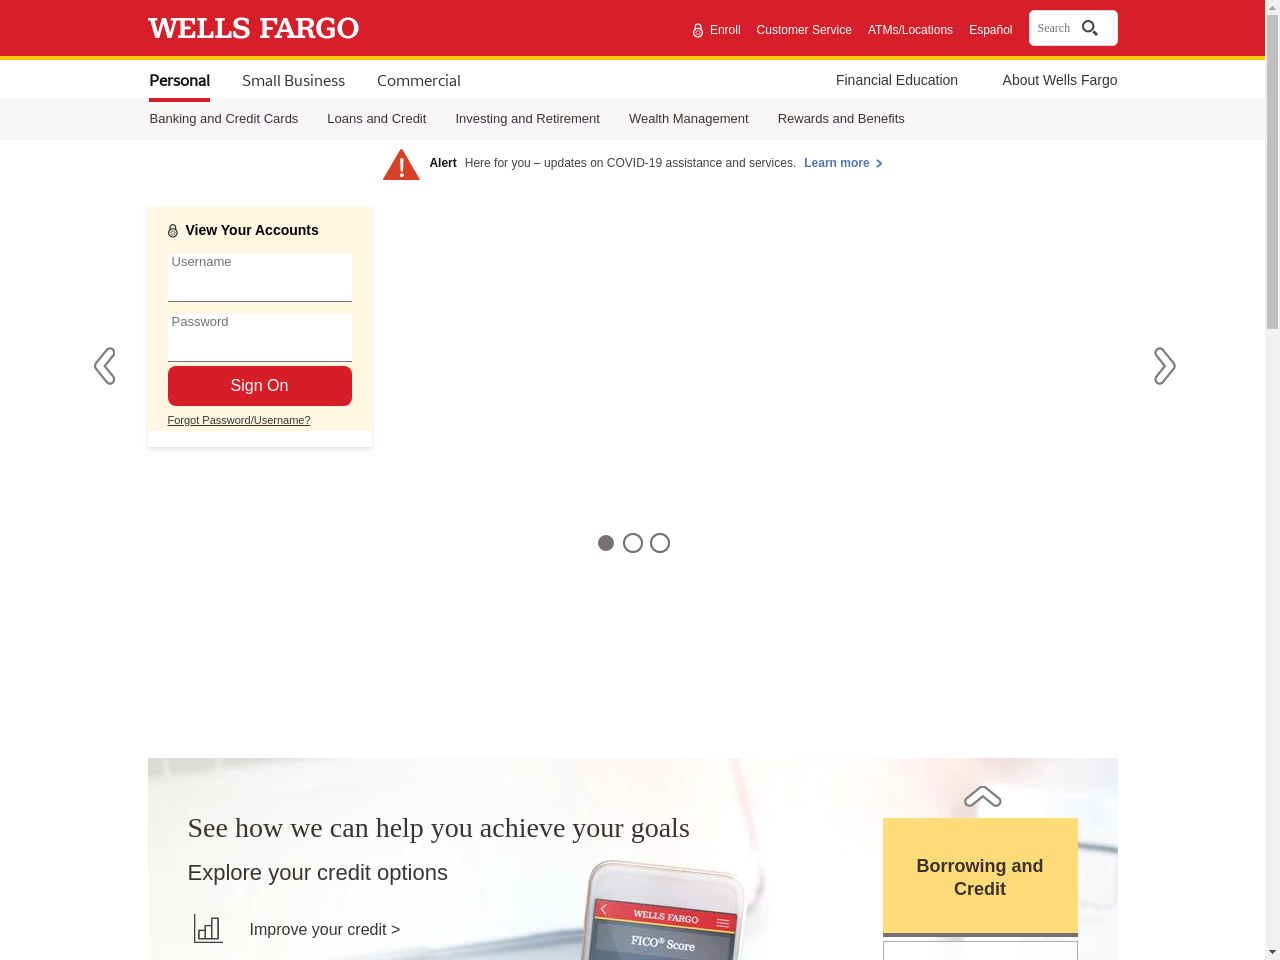 WELLS FARGO
Enroll
Customer Service
ATMs/Locations
Español
Search
Personal
Small Business
Commercial
Financial Education
About Wells Fargo
Banking and Credit Cards
Loans and Credit
Investing and Retirement
Wealth Management
Rewards and Benefits
Alert Here for you – updates on COVID-19 assistance and services. Learn more
View Your Accounts
Username
Password
Sign On
Forgot Password/Username?
See how we can help you achieve your goals
Explore your credit options
Improve your credit >
WELLS FARGO
FICO® Score
Borrowing and
Credit